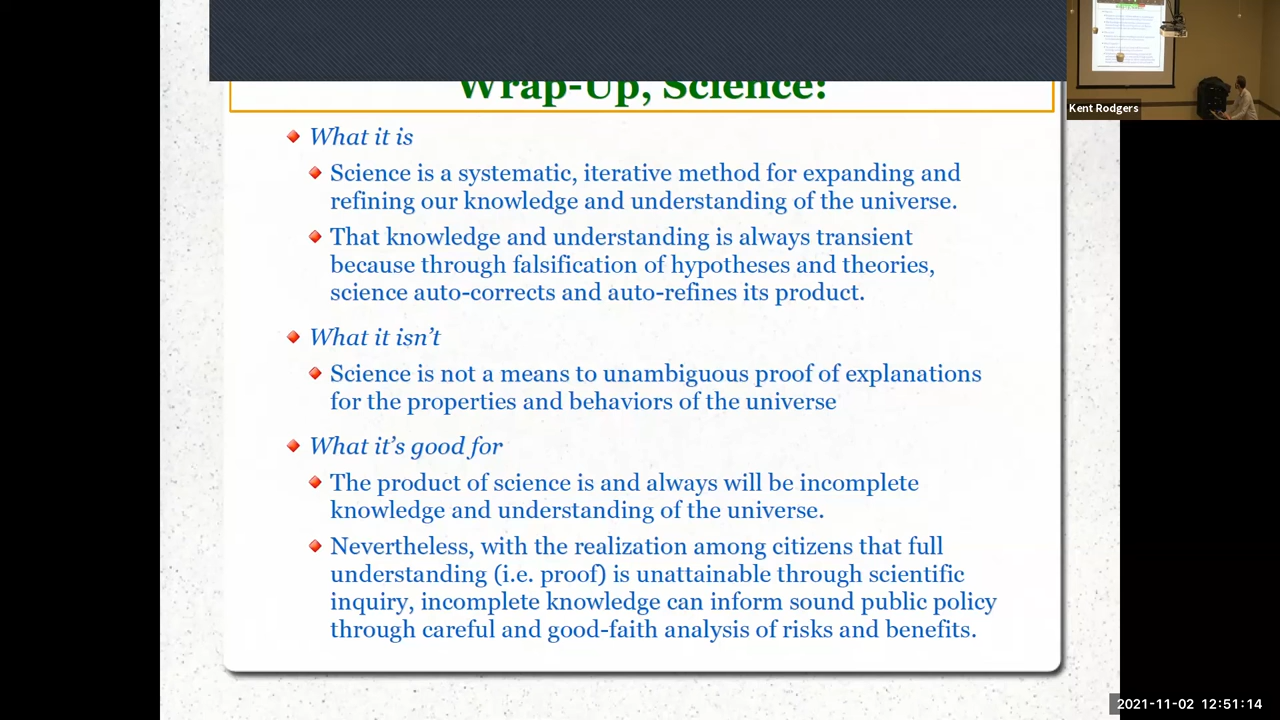 Wrap-Up, Science:
Kent Rodgers
What it is
Science is a systematic, iterative method for expanding and
refining our knowledge and understanding of the universe.
That knowledge and understanding is always transient
because through falsification of hypotheses and theories,
science auto-corrects and auto-refines its product.
What it isn't
Science is not a means to unambiguous proof of explanations
for the properties and behaviors of the universe
What it's good for
The product of science is and always will be incomplete
knowledge and understanding of the universe.
Nevertheless, with the realization among citizens that full
understanding (i.e. proof) is unattainable through scientific
inquiry, incomplete knowledge can inform sound public policy
through careful and good-faith analysis of risks and benefits.
2021-11-02 12:51:14